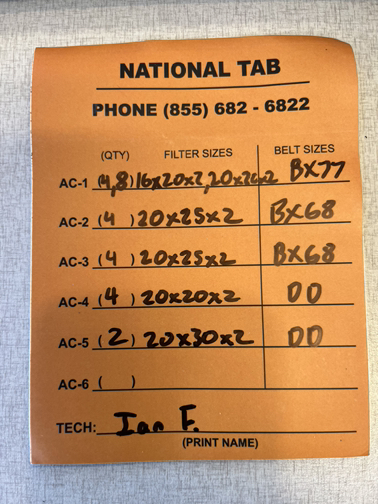 NATIONAL TAB
PHONE (855) 682 - 6822
(QTY) FILTER SIZES BELT SIZES
AC-1 (4,8) 16x20x2, 20x20x2 BX77
AC-2 (4) 20x25x2 BX68
AC-3 (4) 20x25x2 BX68
AC-4 (4) 20x20x2 DD
AC-5 (2) 20x30x2 DD
AC-6 ( )
TECH: Ian F.
(PRINT NAME)